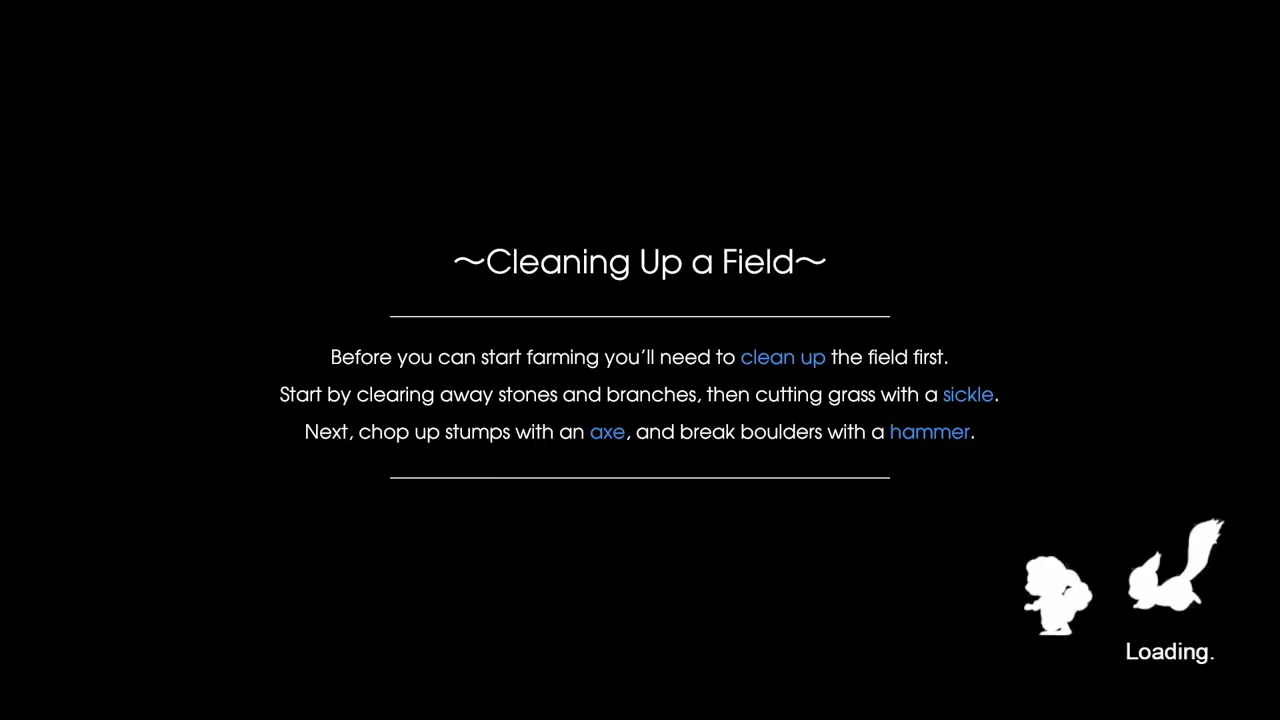 ～Cleaning Up a Field～
Before you can start farming you'll need to clean up the field first.
Start by clearing away stones and branches, then cutting grass with a sickle.
Next, chop up stumps with an axe, and break boulders with a hammer.
Loading.